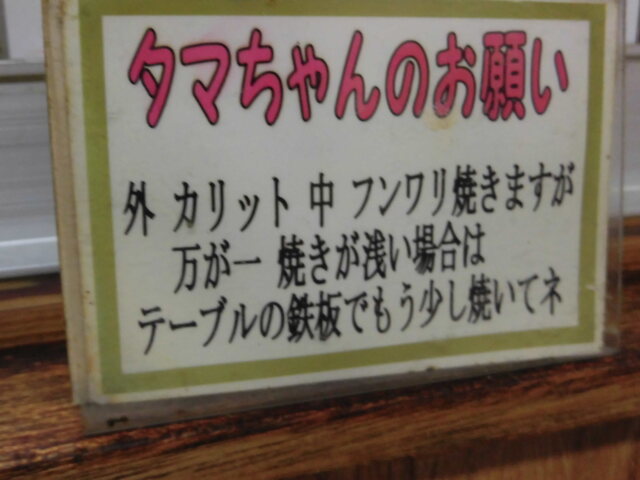 タマちゃんのお願い
外 カリット 中 フンワリ焼きますが
万が一 焼きが浅い場合は
テーブルの鉄板でもう少し焼いてネ